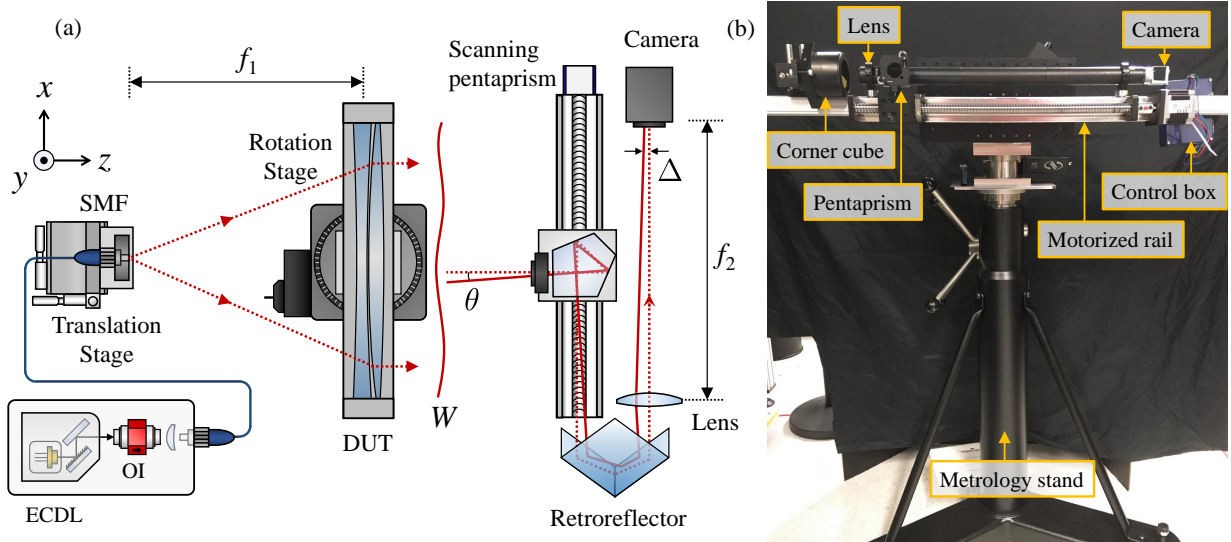 (a)
f₁
Scanning
pentaprism
Camera
(b)
x
y
z
Rotation
Stage
SMF
Δ
f₂
θ
Translation
Stage
W
DUT
Lens
OI
ECDL
Retroreflector
Lens
Camera
Corner cube
Pentaprism
Control box
Motorized rail
Metrology stand